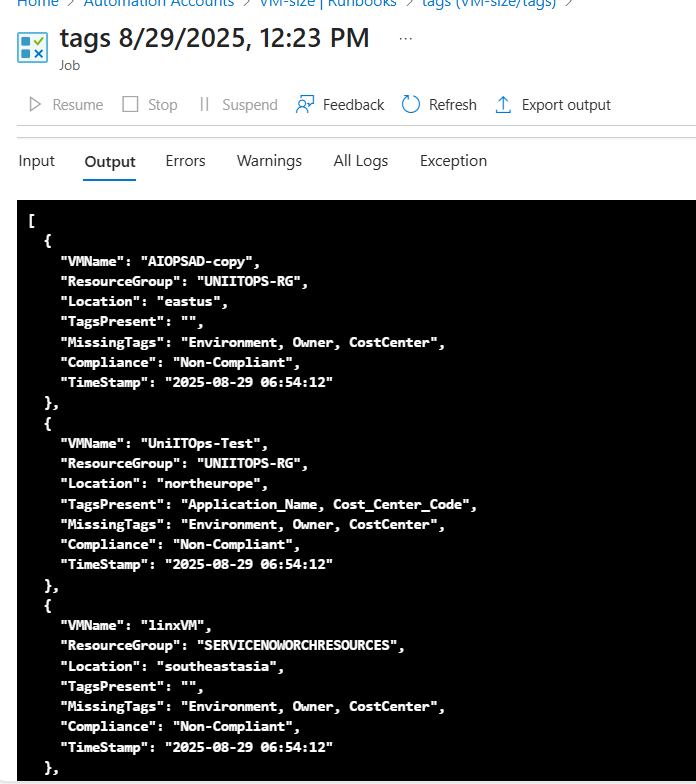 Home > Automation Accounts > VM-size | Runbooks > tags (VM-size/tags) >
tags 8/29/2025, 12:23 PM ...
Job
Resume Stop Suspend Feedback Refresh Export output
Input Output Errors Warnings All Logs Exception
[
{
"VMName": "AIOPSAD-copy",
"ResourceGroup": "UNIITOPS-RG",
"Location": "eastus",
"TagsPresent": "",
"MissingTags": "Environment, Owner, CostCenter",
"Compliance": "Non-Compliant",
"TimeStamp": "2025-08-29 06:54:12"
},
{
"VMName": "UniITOps-Test",
"ResourceGroup": "UNIITOPS-RG",
"Location": "northeurope",
"TagsPresent": "Application_Name, Cost_Center_Code",
"MissingTags": "Environment, Owner, CostCenter",
"Compliance": "Non-Compliant",
"TimeStamp": "2025-08-29 06:54:12"
},
{
"VMName": "linxVM",
"ResourceGroup": "SERVICENOWORCHRESOURCES",
"Location": "southeastasia",
"TagsPresent": "",
"MissingTags": "Environment, Owner, CostCenter",
"Compliance": "Non-Compliant",
"TimeStamp": "2025-08-29 06:54:12"
},